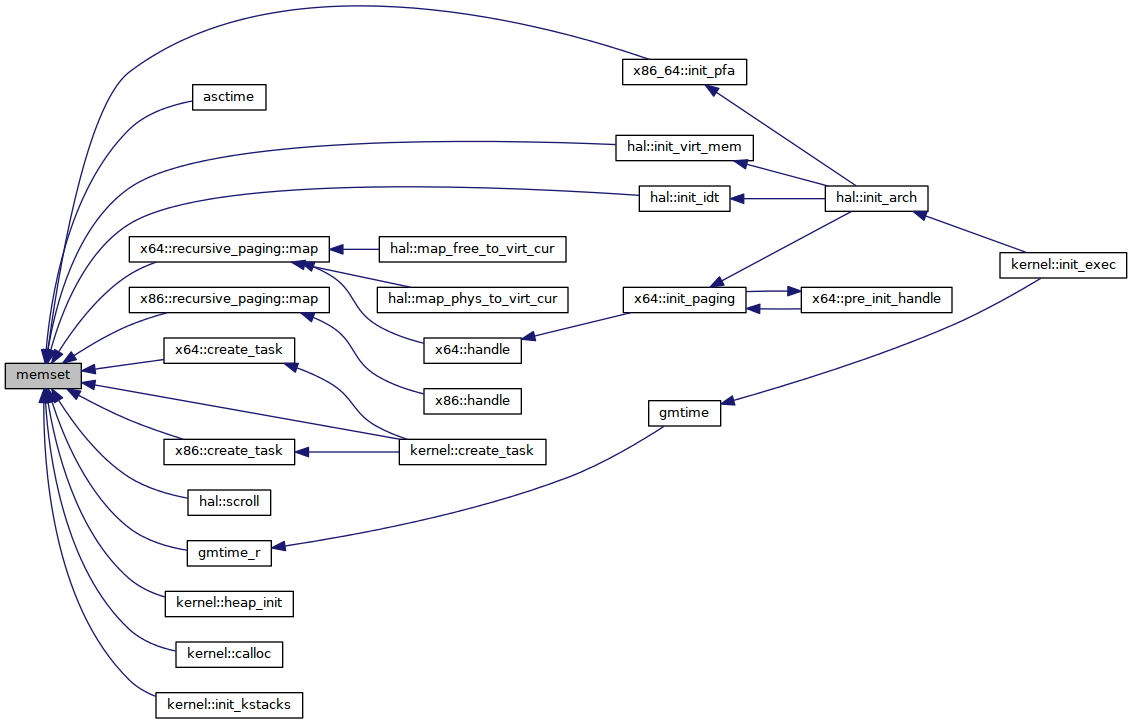 x86_64::init_pfa
asctime
hal::init_virt_mem
hal::init_idt
hal::init_arch
x64::recursive_paging::map
hal::map_free_to_virt_cur
kernel::init_exec
x86::recursive_paging::map
hal::map_phys_to_virt_cur
x64::init_paging
x64::pre_init_handle
x64::create_task
x64::handle
memset
x86::handle
gmtime
x86::create_task
kernel::create_task
hal::scroll
gmtime_r
kernel::heap_init
kernel::calloc
kernel::init_kstacks